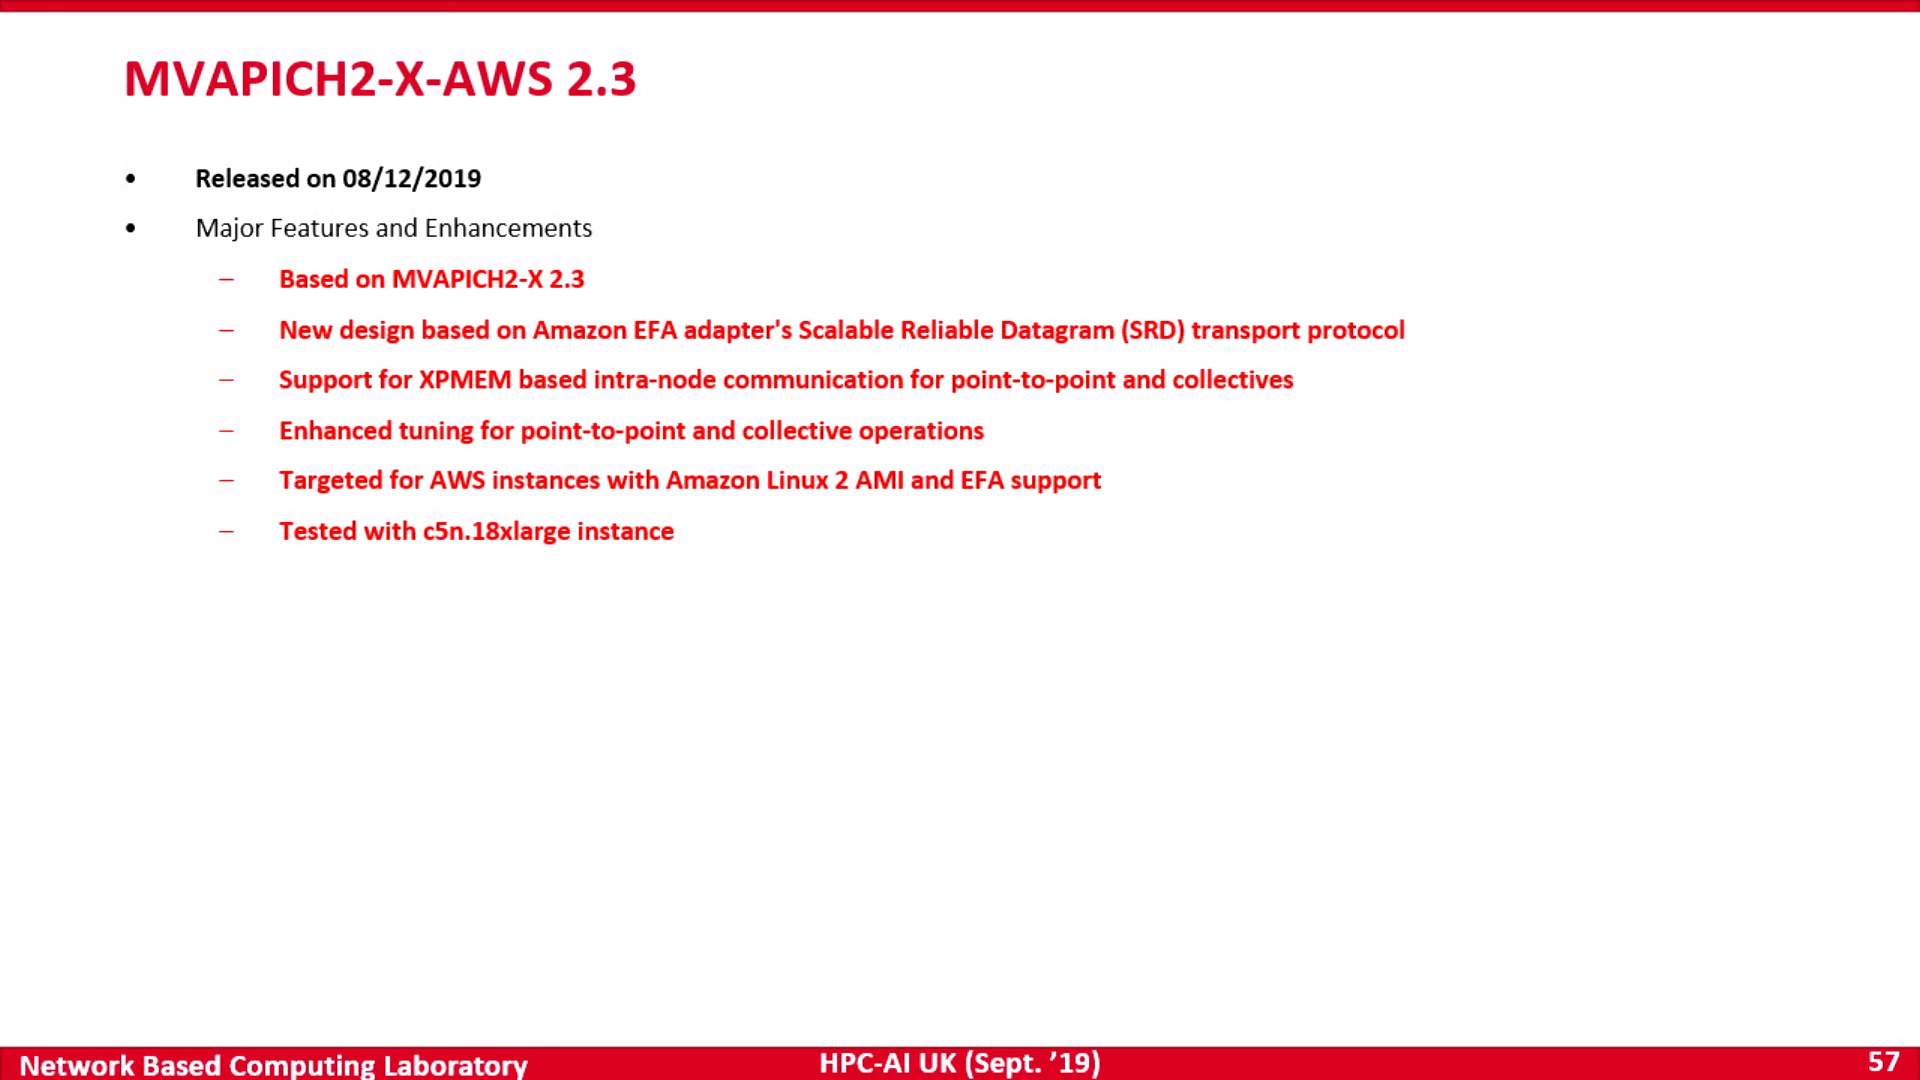 MVAPICH2-X-AWS 2.3
• Released on 08/12/2019
• Major Features and Enhancements
– Based on MVAPICH2-X 2.3
– New design based on Amazon EFA adapter's Scalable Reliable Datagram (SRD) transport protocol
– Support for XPMEM based intra-node communication for point-to-point and collectives
– Enhanced tuning for point-to-point and collective operations
– Targeted for AWS instances with Amazon Linux 2 AMI and EFA support
– Tested with c5n.18xlarge instance
Network Based Computing Laboratory
HPC-AI UK (Sept. ’19)
57